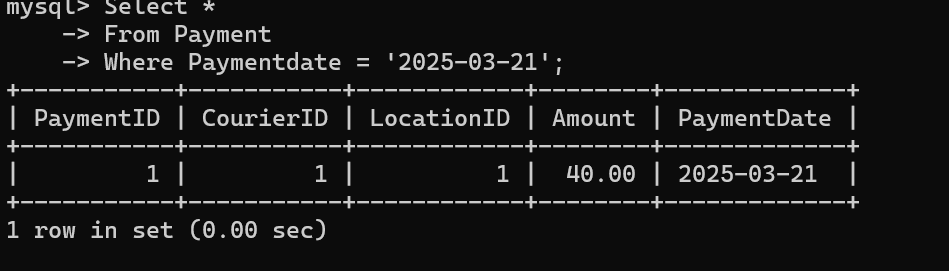 mysql> Select *
    -> From Payment
    -> Where Paymentdate = '2025-03-21';
+-----------+-----------+------------+--------+-------------+
| PaymentID | CourierID | LocationID | Amount | PaymentDate |
+-----------+-----------+------------+--------+-------------+
|         1 |         1 |          1 |  40.00 | 2025-03-21  |
+-----------+-----------+------------+--------+-------------+
1 row in set (0.00 sec)